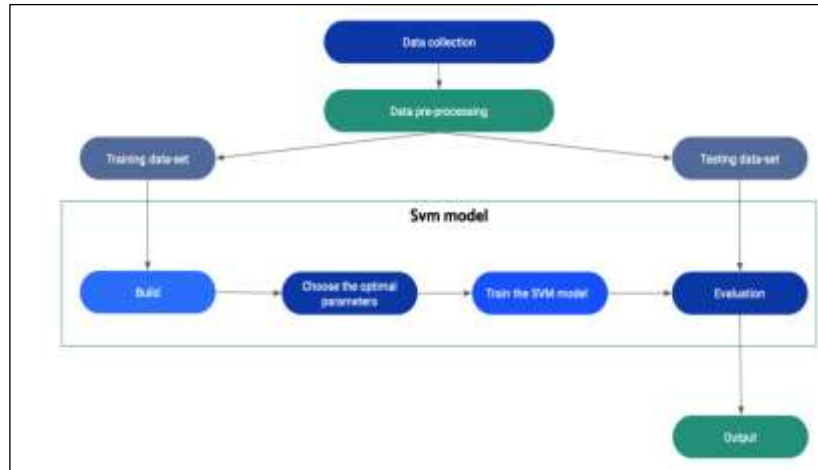 Data collection
Data pre-processing
Training data-set
Testing data-set
Svm model
Build
Choose the optimal
parameters
Train the SVM model
Evaluation
Output